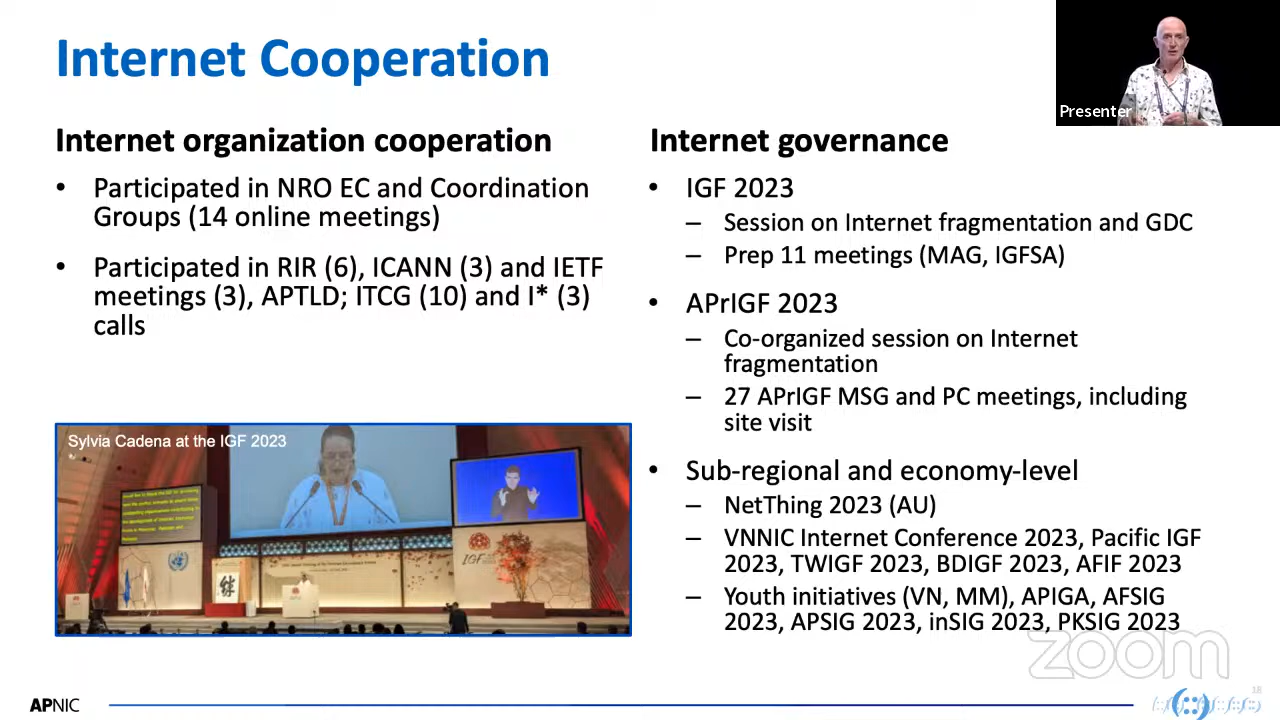 Internet Cooperation
Presenter
Internet organization cooperation
• Participated in NRO EC and Coordination
Groups (14 online meetings)
• Participated in RIR (6), ICANN (3) and IETF
meetings (3), APTLD; ITCG (10) and I* (3)
calls
Sylvia Cadena at the IGF 2023
IGF
Internet governance
• IGF 2023
– Session on Internet fragmentation and GDC
– Prep 11 meetings (MAG, IGFSA)
• APrIGF 2023
– Co-organized session on Internet
fragmentation
– 27 APrIGF MSG and PC meetings, including
site visit
• Sub-regional and economy-level
– NetThing 2023 (AU)
– VNNIC Internet Conference 2023, Pacific IGF
2023, TWIGF 2023, BDIGF 2023, AFIF 2023
– Youth initiatives (VN, MM), APIGA, AFSIG
2023, APSIG 2023, inSIG 2023, PKSIG 2023
zoom
APNIC
18